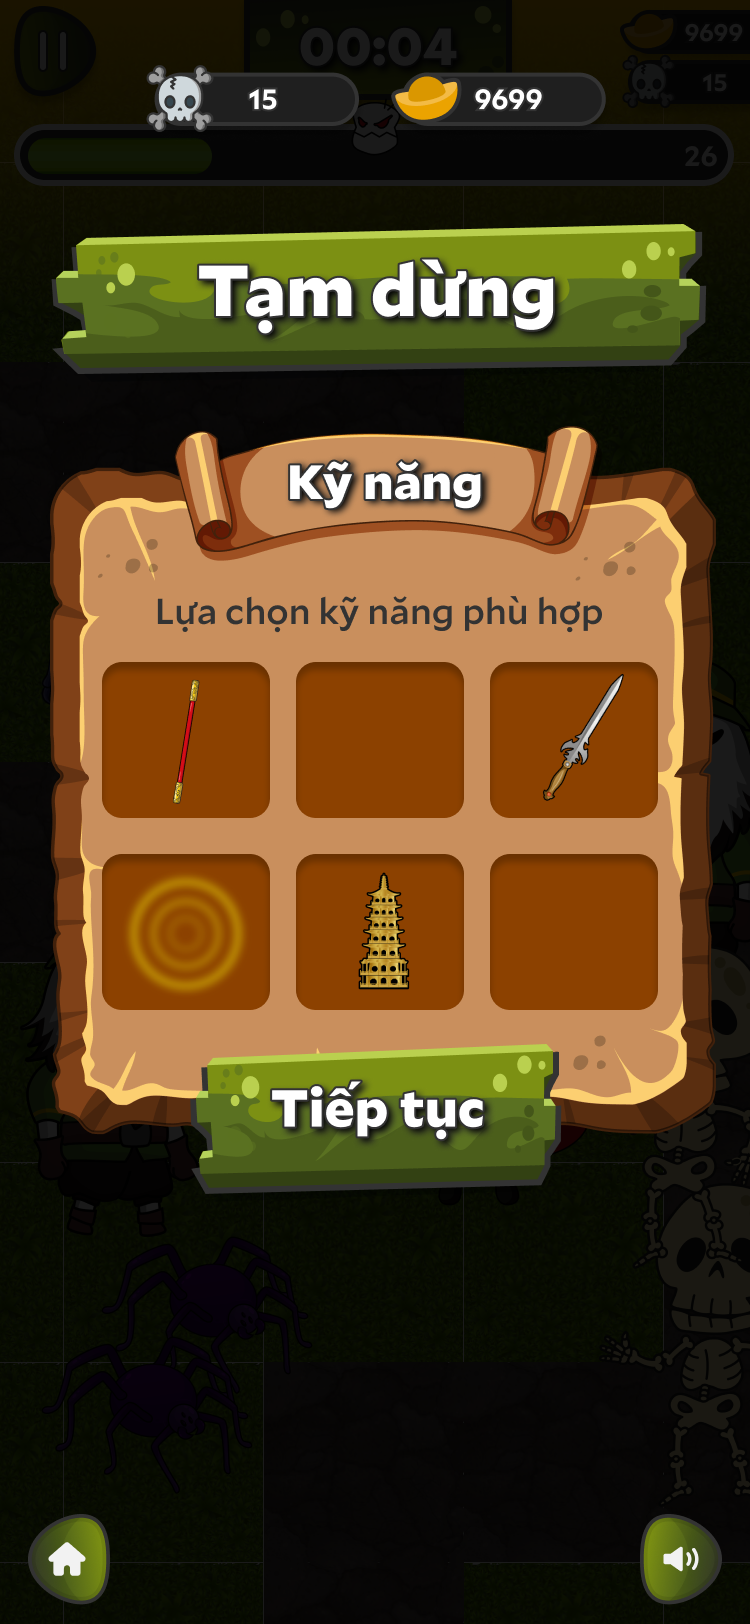 00:04
9699
15
15
9699
26
Tạm dừng
Kỹ năng
Lựa chọn kỹ năng phù hợp
Tiếp tục